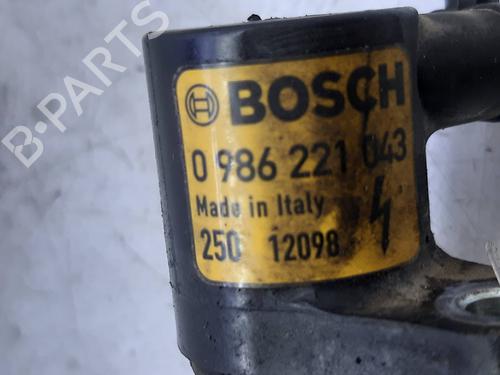 B-PARTS
BOSCH
0 986 221 043
Made in Italy
250 12098